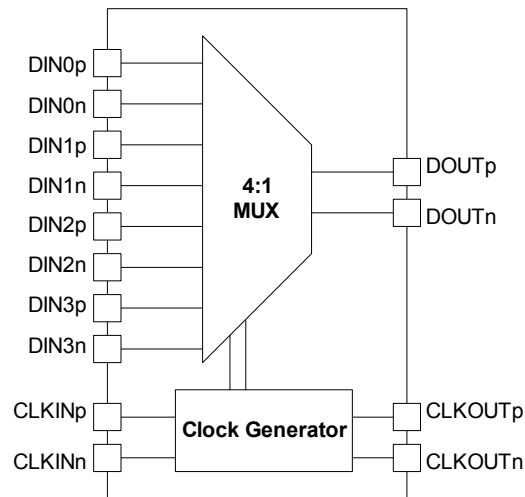 DIN0p
DIN0n
DIN1p
DIN1n
DIN2p
DIN2n
DIN3p
DIN3n
CLKINp
CLKINn
4:1
MUX
Clock Generator
DOUTp
DOUTn
CLKOUTp
CLKOUTn